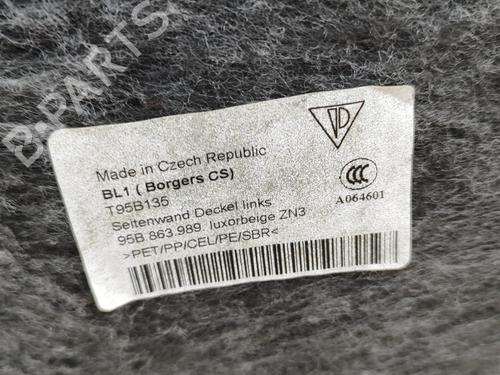 B-PARTS
Made in Czech Republic
BL1 ( Borgers CS)
T95B135
Seitenwand Deckel links
95B 863 989 luxorbeige ZN3
>PET/PP/CEL/PE/SBR<
CCC
A064601